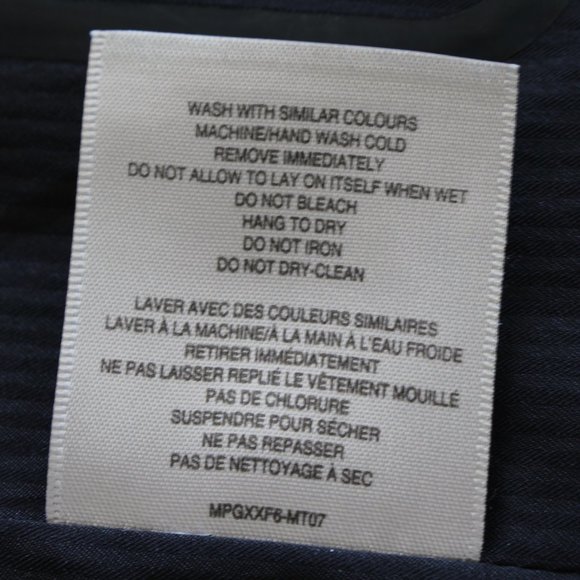 WASH WITH SIMILAR COLOURS
MACHINE/HAND WASH COLD
REMOVE IMMEDIATELY
DO NOT ALLOW TO LAY ON ITSELF WHEN WET
DO NOT BLEACH
HANG TO DRY
DO NOT IRON
DO NOT DRY-CLEAN
LAVER AVEC DES COULEURS SIMILAIRES
LAVER À LA MACHINE/À LA MAIN À L'EAU FROIDE
RETIRER IMMÉDIATEMENT
NE PAS LAISSER REPLIÉ LE VÊTEMENT MOUILLÉ
PAS DE CHLORURE
SUSPENDRE POUR SÉCHER
NE PAS REPASSER
PAS DE NETTOYAGE À SEC
MPGXXF6-MT07